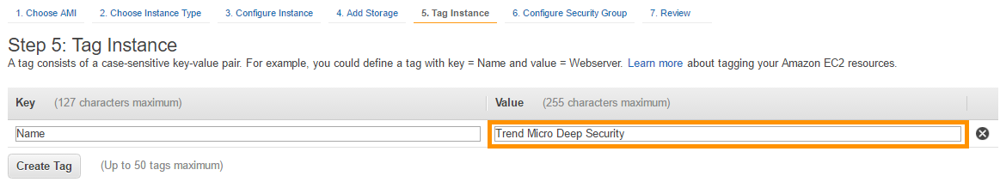 1. Choose AMI 2. Choose Instance Type 3. Configure Instance 4. Add Storage 5. Tag Instance 6. Configure Security Group 7. Review
Step 5: Tag Instance
A tag consists of a case-sensitive key-value pair. For example, you could define a tag with key = Name and value = Webserver. Learn more about tagging your Amazon EC2 resources.
Key (127 characters maximum) Value (255 characters maximum)
Name Trend Micro Deep Security
Create Tag (Up to 50 tags maximum)